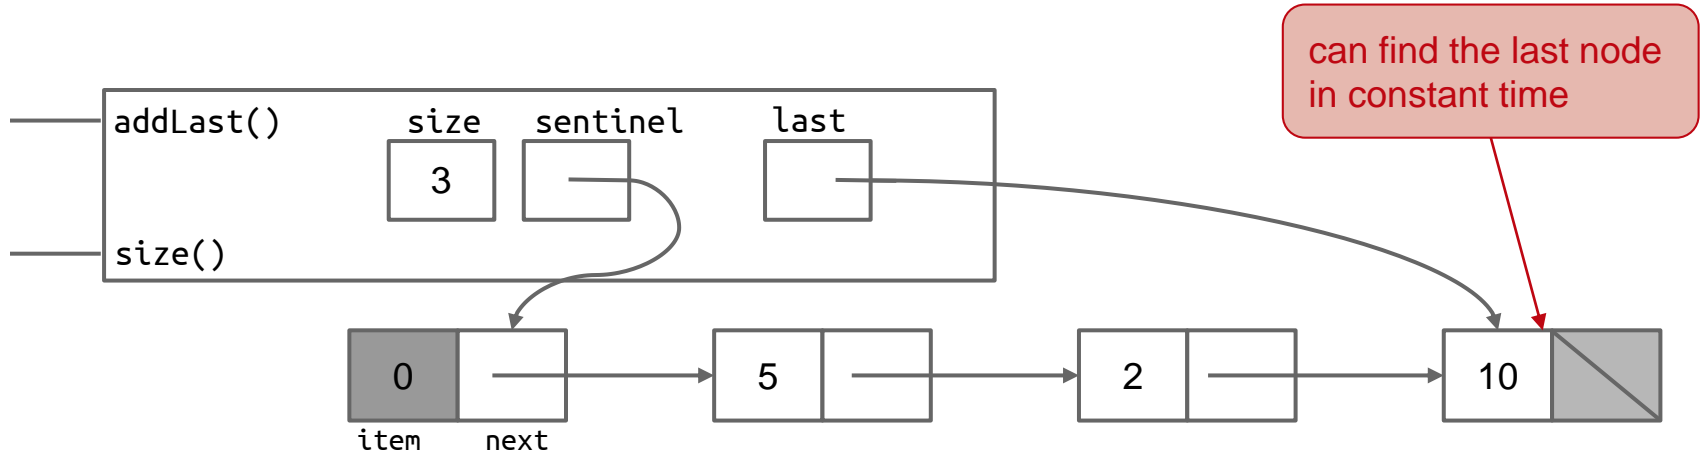 can find the last node
in constant time
addLast() size sentinel last
3
size()
0 5 2 10
item next